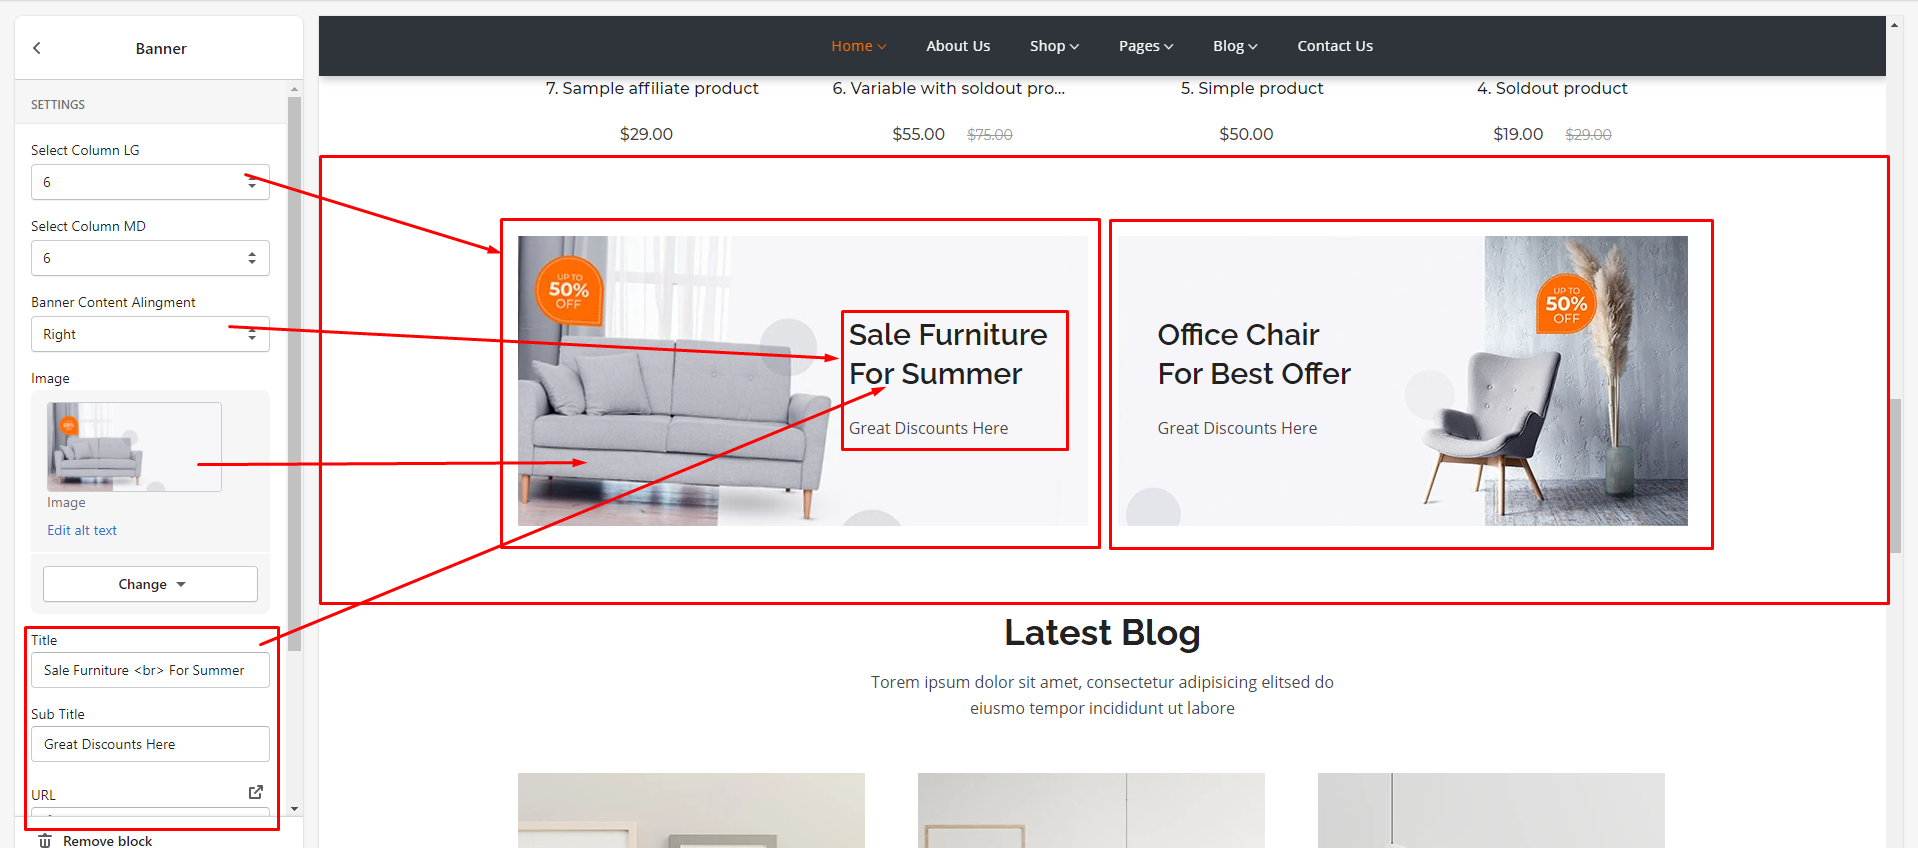 Banner
SETTINGS
Select Column LG
6
Select Column MD
6
Banner Content Alingment
Right
Image
Image
Edit alt text
Change
Title
Sale Furniture <br> For Summer
Sub Title
Great Discounts Here
URL
Remove block
Home About Us Shop Pages Blog Contact Us
7. Sample affiliate product
$29.00
6. Variable with soldout pro...
$55.00 $75.00
5. Simple product
$50.00
4. Soldout product
$19.00 $29.00
UP TO
50%
OFF
Sale Furniture
For Summer
Great Discounts Here
Office Chair
For Best Offer
Great Discounts Here
UP TO
50%
OFF
Latest Blog
Torem ipsum dolor sit amet, consectetur adipisicing elitsed do
eiusmo tempor incididunt ut labore